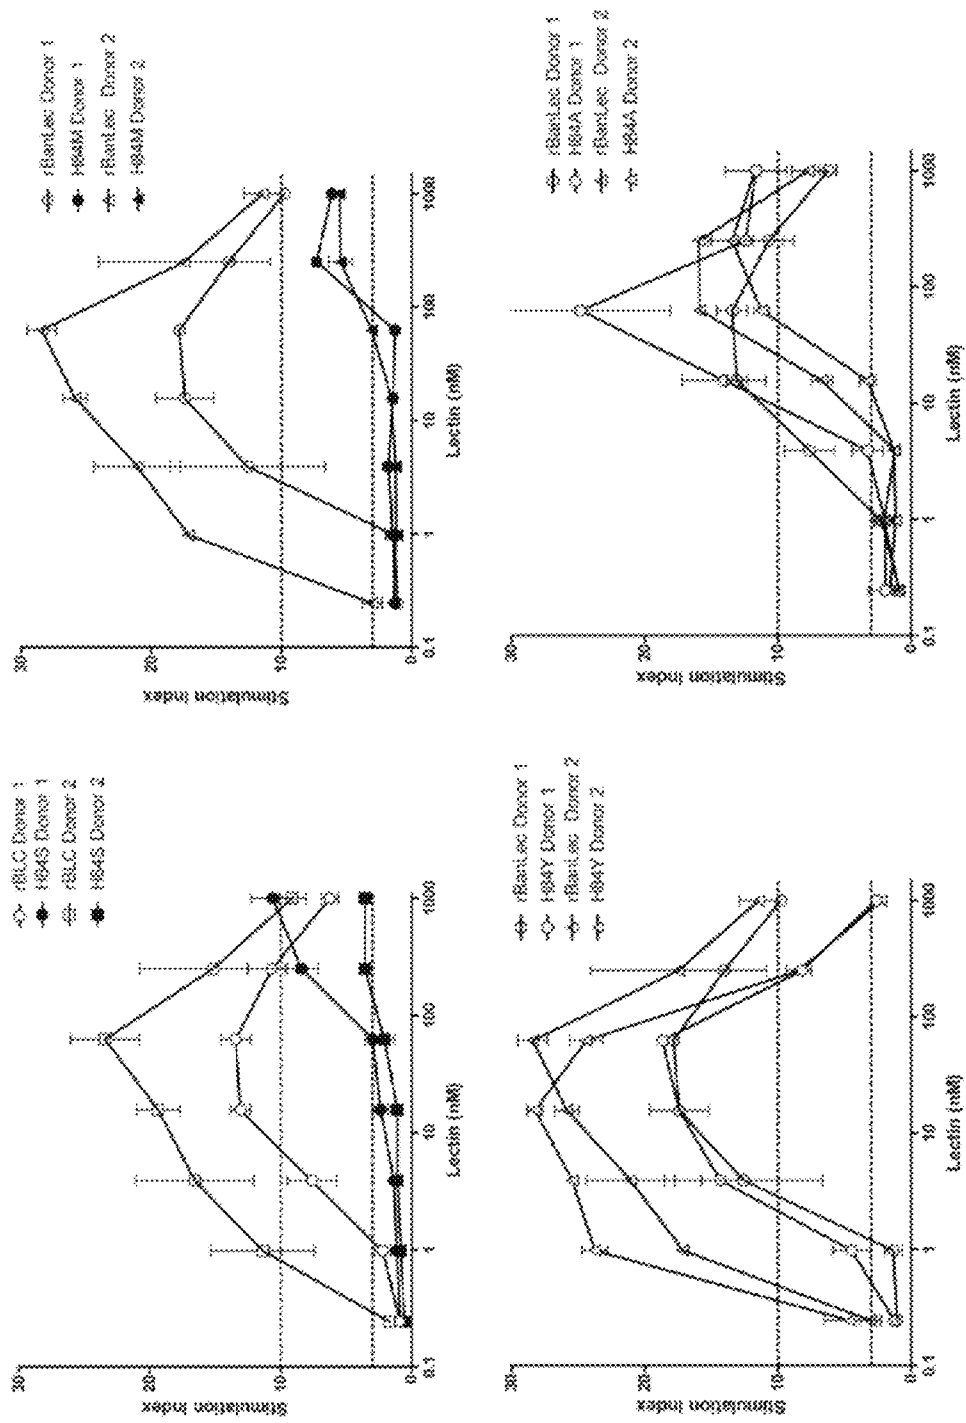 30
20
10
0
Stimulation Index
0.1
1
10
100
1000
Lectin (nM)
rBLC Donor 1
H84S Donor 1
rBLC Donor 2
H84S Donor 2
30
20
10
0
Stimulation Index
0.1
1
10
100
1000
Lectin (nM)
rBanLec Donor 1
H84M Donor 1
rBanLec Donor 2
H84M Donor 2
30
20
10
0
Stimulation Index
0.1
1
10
100
1000
Lectin (nM)
rBanLec Donor 1
H84Y Donor 1
rBanLec Donor 2
H84Y Donor 2
30
20
10
0
Stimulation Index
0.1
1
10
100
1000
Lectin (nM)
rBanLec Donor 1
H84A Donor 1
rBanLec Donor 2
H84A Donor 2